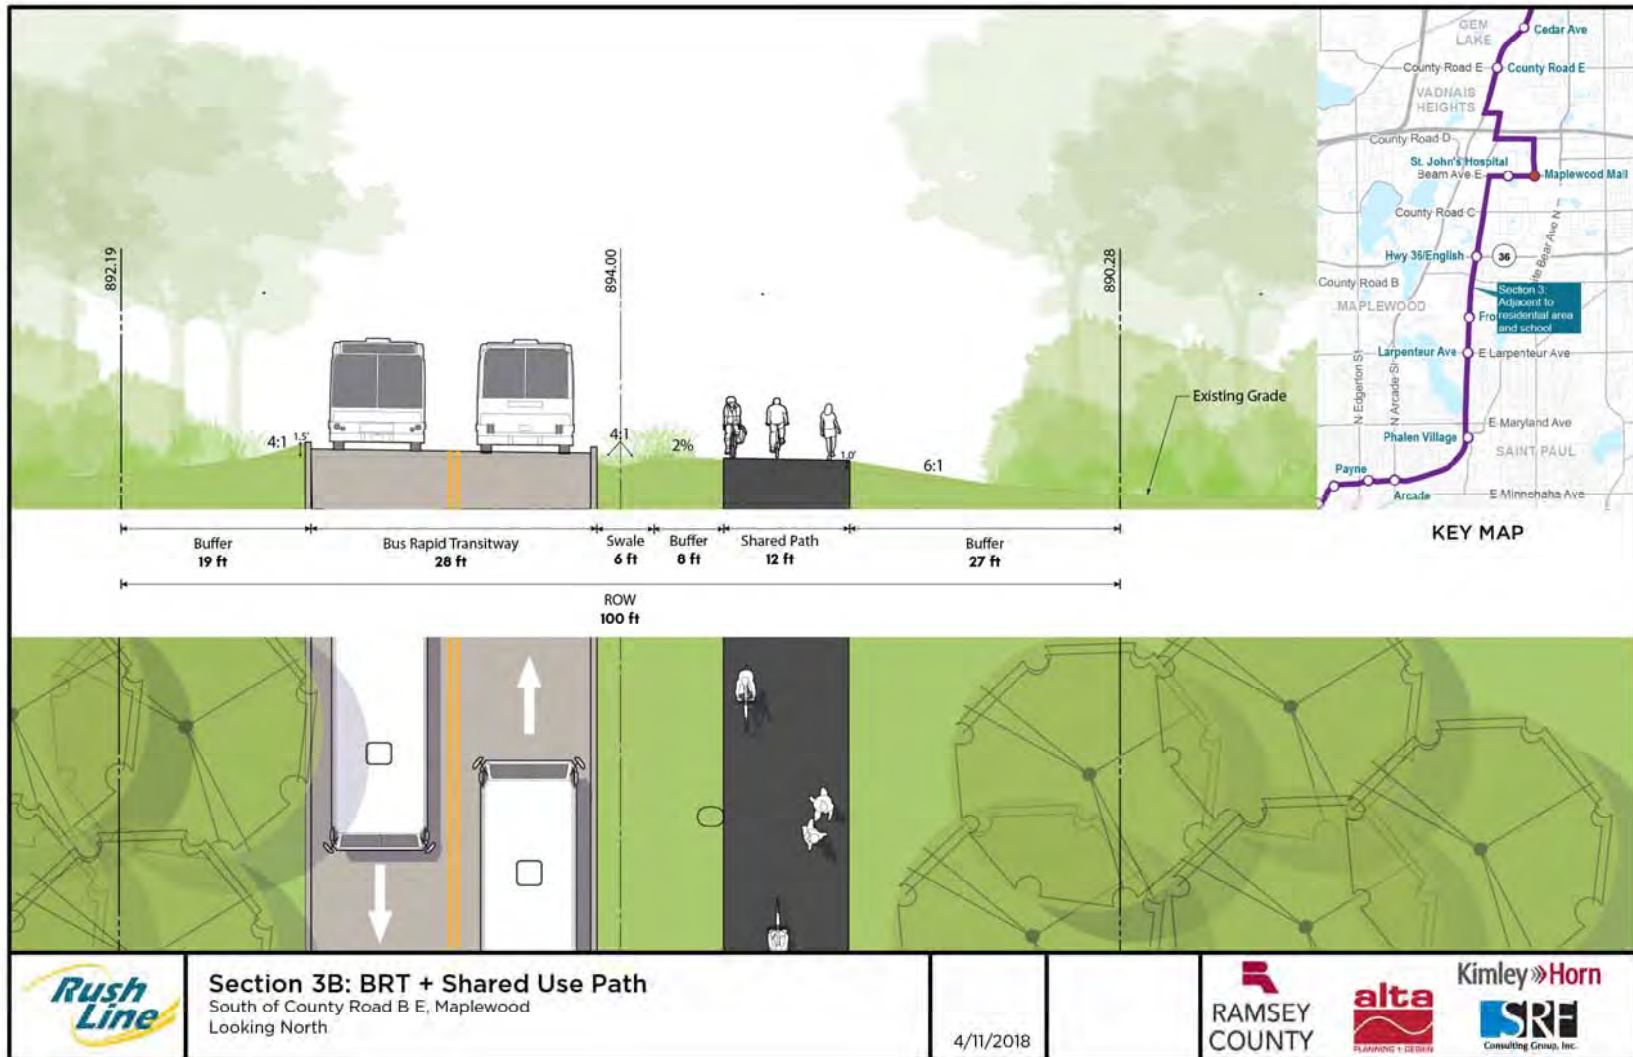 GEM
LAKE
Cedar Ave
County Road E
County Road E
VADNAIS
HEIGHTS
County Road D
St. John's Hospital
Beam Ave E
Maplewood Mall
County Road C
Hwy 36/English
36
County Road B
MAPLEWOOD
Section 3:
Adjacent to
residential area
and school
Fro
Larpenteur Ave
E Larpenteur Ave
N Edgerton St
N Arcade St
Bear Ave N
E Maryland Ave
Phalen Village
SAINT PAUL
Payne
Arcade
E Minnehaha Ave
KEY MAP
892.19
894.00
890.28
Existing Grade
4:1
1.5'
4:1
2%
1.0'
6:1
Buffer
19 ft
Bus Rapid Transitway
28 ft
Swale
6 ft
Buffer
8 ft
Shared Path
12 ft
Buffer
27 ft
ROW
100 ft
Rush
Line
Section 3B: BRT + Shared Use Path
South of County Road B E, Maplewood
Looking North
4/11/2018
RAMSEY
COUNTY
alta
PLANNING + DESIGN
Kimley»Horn
SRF
Consulting Group, Inc.